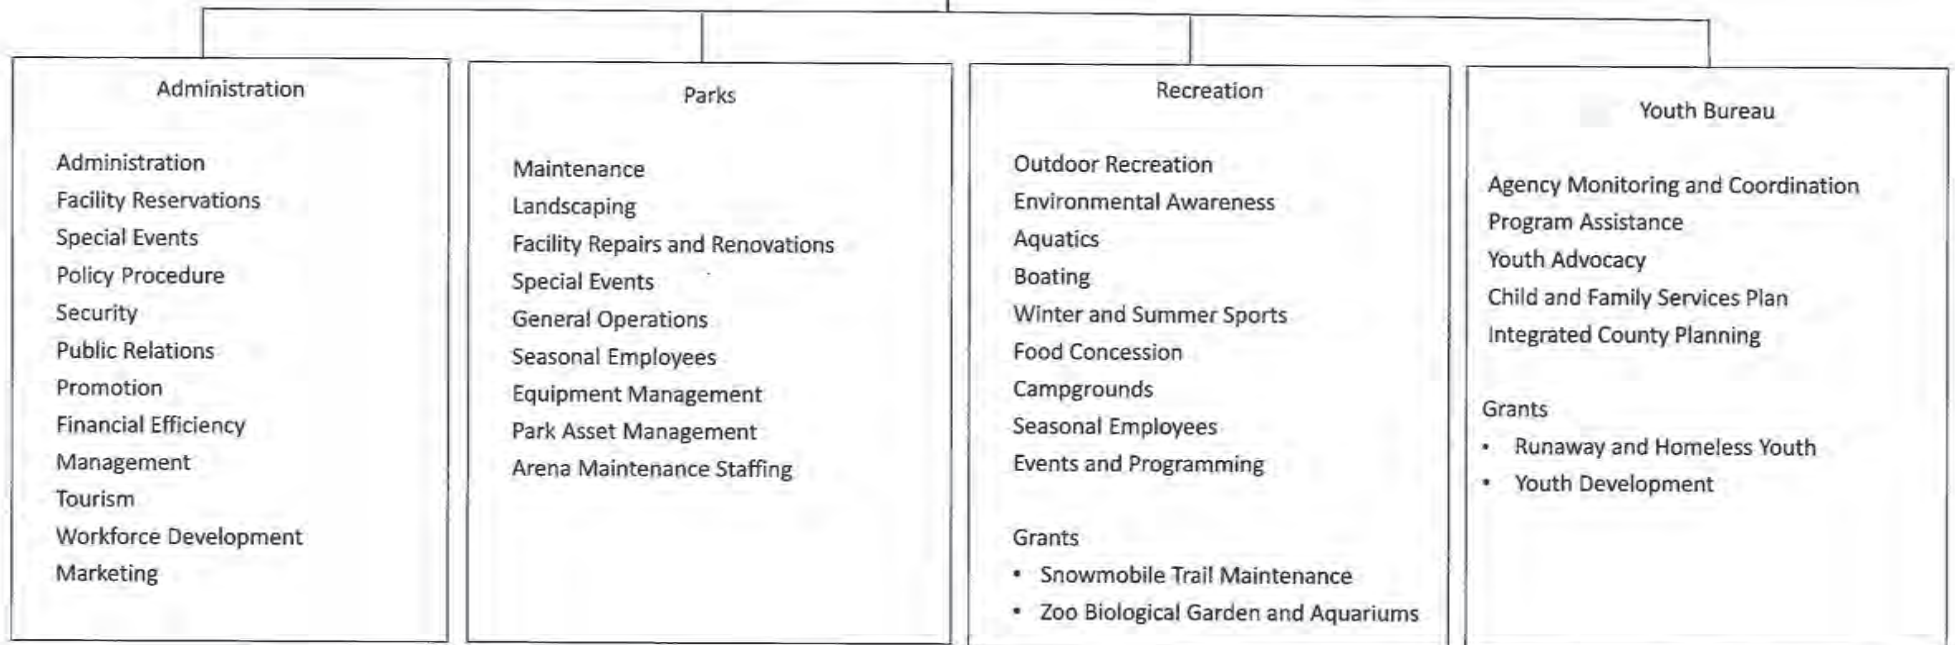 Administration
Administration
Facility Reservations
Special Events
Policy Procedure
Security
Public Relations
Promotion
Financial Efficiency
Management
Tourism
Workforce Development
Marketing
Parks
Maintenance
Landscaping
Facility Repairs and Renovations
Special Events
General Operations
Seasonal Employees
Equipment Management
Park Asset Management
Arena Maintenance Staffing
Recreation
Outdoor Recreation
Environmental Awareness
Aquatics
Boating
Winter and Summer Sports
Food Concession
Campgrounds
Seasonal Employees
Events and Programming
Grants
• Snowmobile Trail Maintenance
• Zoo Biological Garden and Aquariums
Youth Bureau
Agency Monitoring and Coordination
Program Assistance
Youth Advocacy
Child and Family Services Plan
Integrated County Planning
Grants
• Runaway and Homeless Youth
• Youth Development